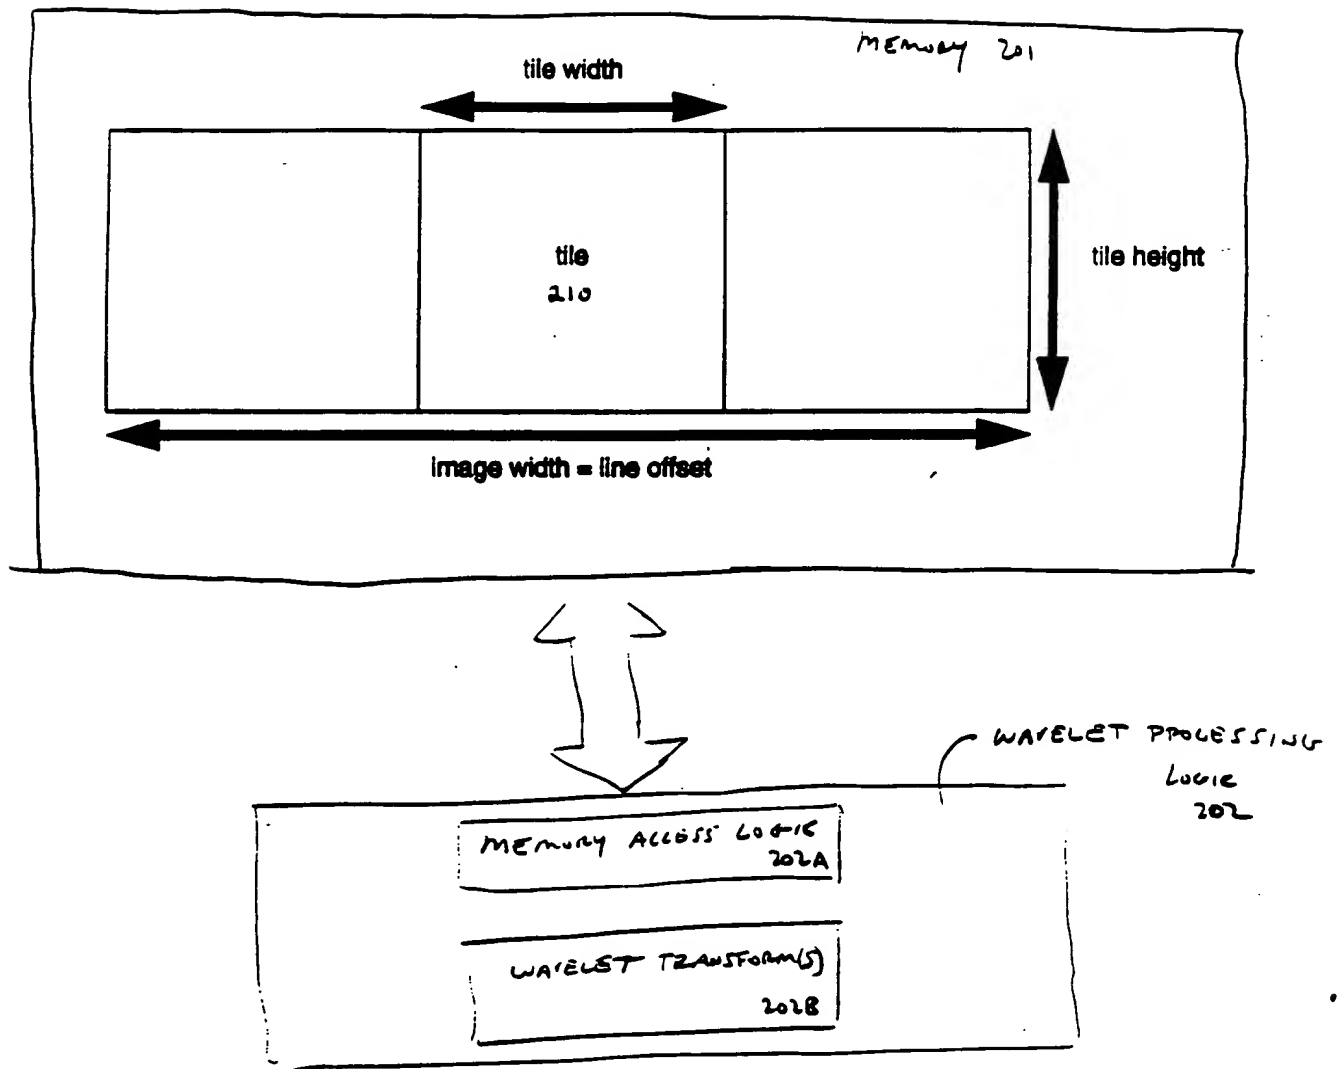 MEMORY 201
tile width
tile
210
tile height
image width = line offset
WAVELET PROCESSING
LOGIC
202
MEMORY ACCESS LOGIC
202A
WAVELET TRANSFORM(S)
202B